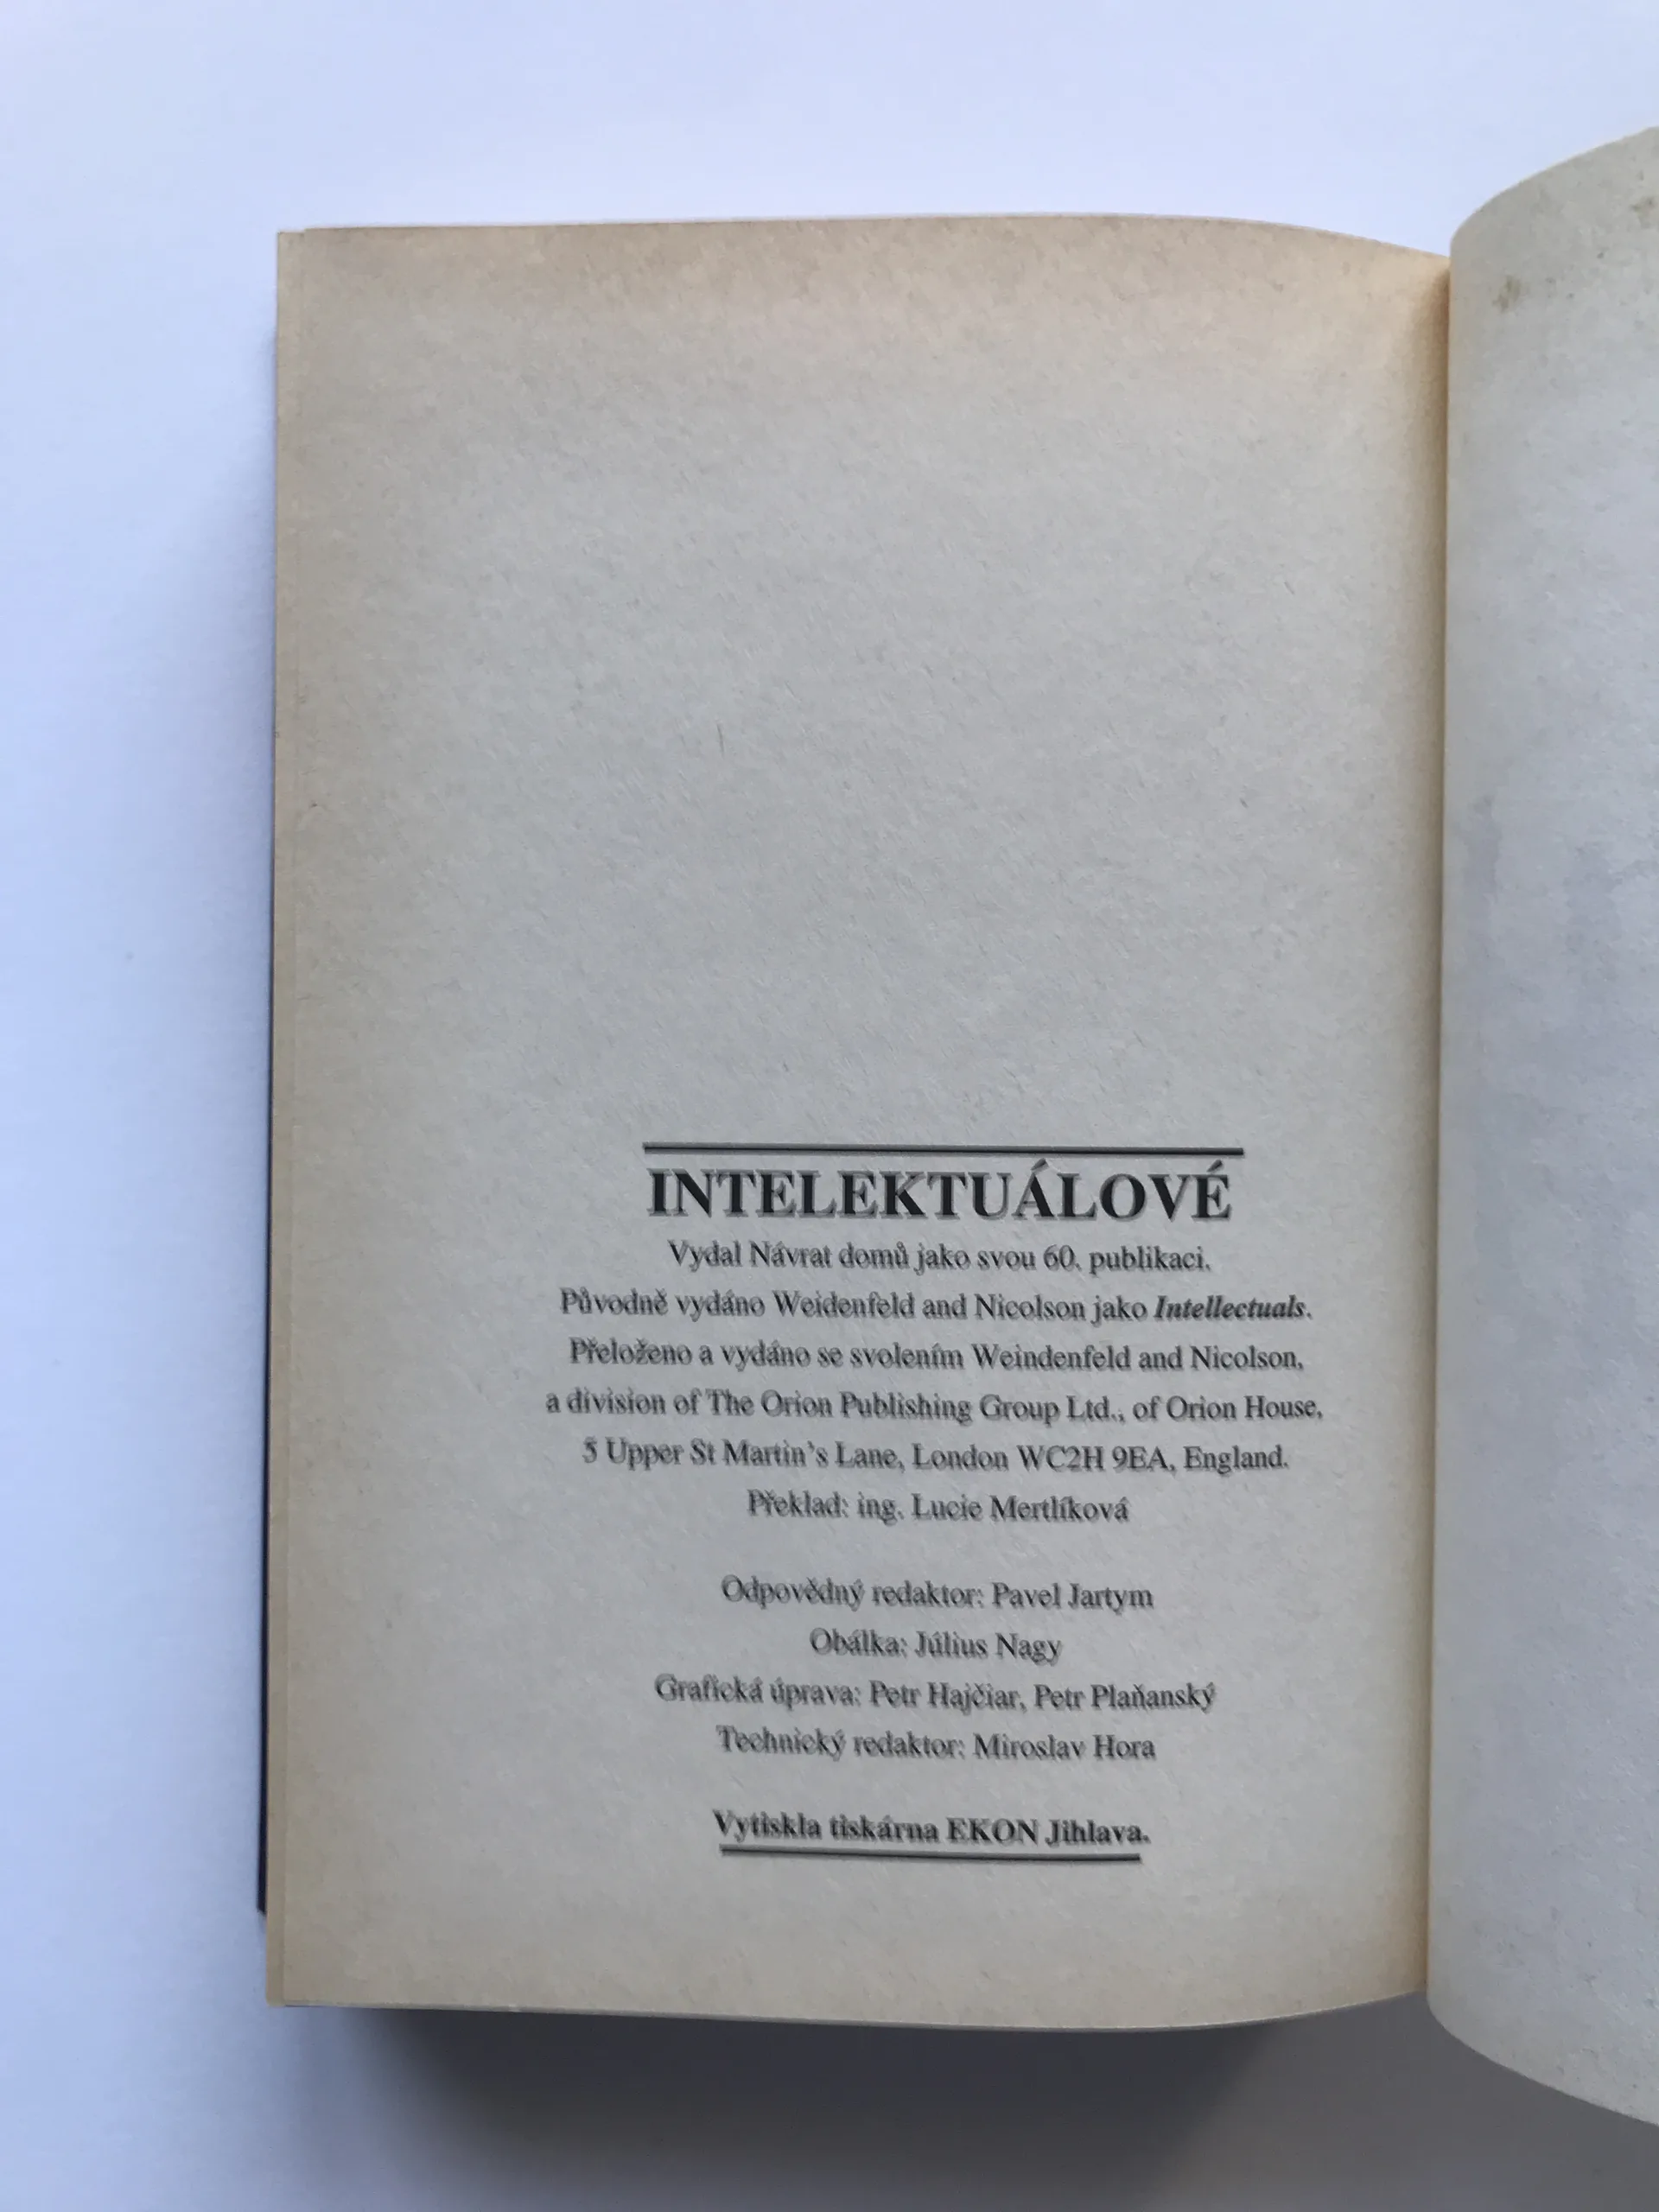 INTELEKTUÁLOVÉ
Vydal Návrat domů jako svou 60. publikaci.
Původně vydáno Weidenfeld and Nicolson jako Intellectuals.
Přeloženo a vydáno se svolením Weindenfeld and Nicolson,
a division of The Orion Publishing Group Ltd., of Orion House,
5 Upper St Martin's Lane, London WC2H 9EA, England.
Překlad: ing. Lucie Mertlíková
Odpovědný redaktor: Pavel Jartym
Obálka: Július Nagy
Grafická úprava: Petr Hajčiar, Petr Plaňanský
Technický redaktor: Miroslav Hora
Vytiskla tiskárna EKON Jihlava.